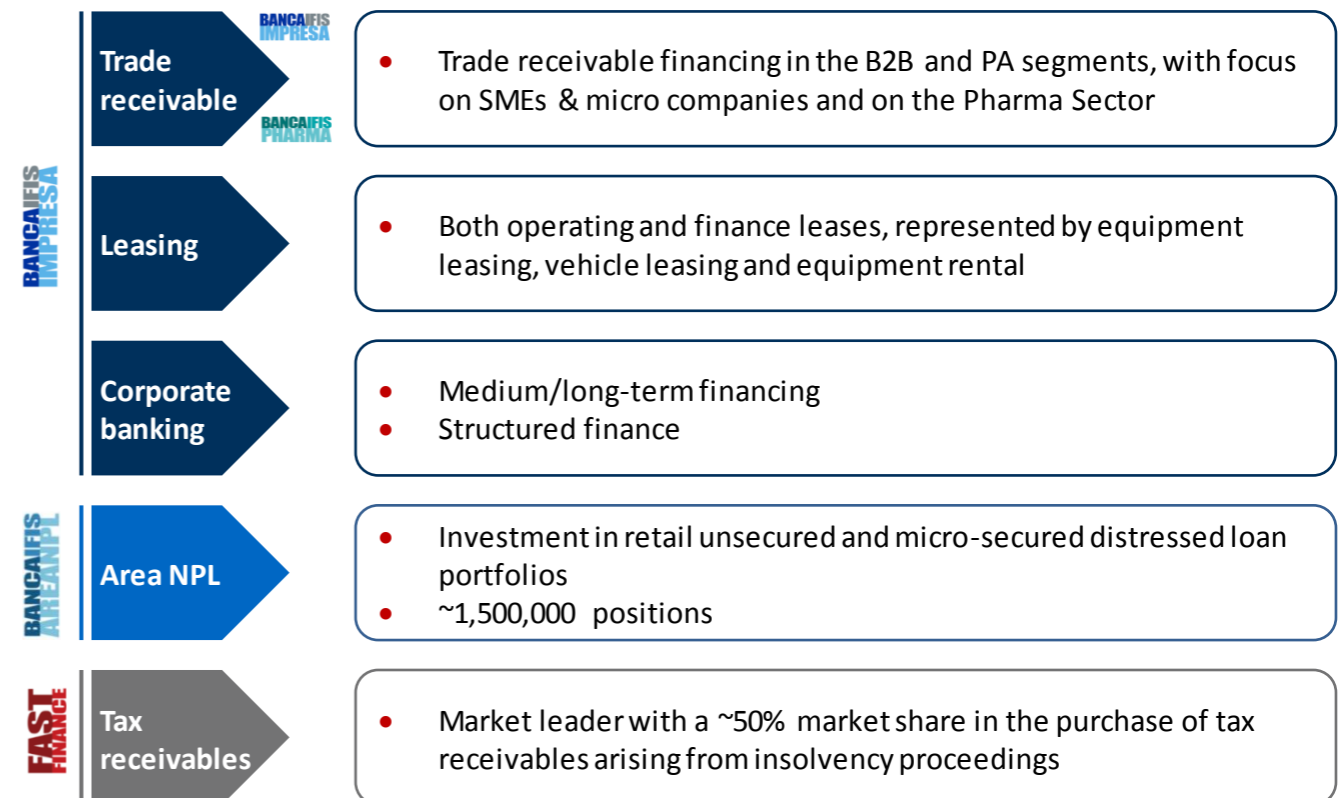 BANCAIFIS
IMPRESA
Trade
receivable
BANCAIFIS
IMPRESA
BANCAIFIS
PHARMA
• Trade receivable financing in the B2B and PA segments, with focus
on SMEs & micro companies and on the Pharma Sector
Leasing
• Both operating and finance leases, represented by equipment
leasing, vehicle leasing and equipment rental
Corporate
banking
• Medium/long-term financing
• Structured finance
BANCAIFIS
AREANPL
Area NPL
• Investment in retail unsecured and micro-secured distressed loan
portfolios
• ~1,500,000 positions
FAST
FINANCE
Tax
receivables
• Market leader with a ~50% market share in the purchase of tax
receivables arising from insolvency proceedings